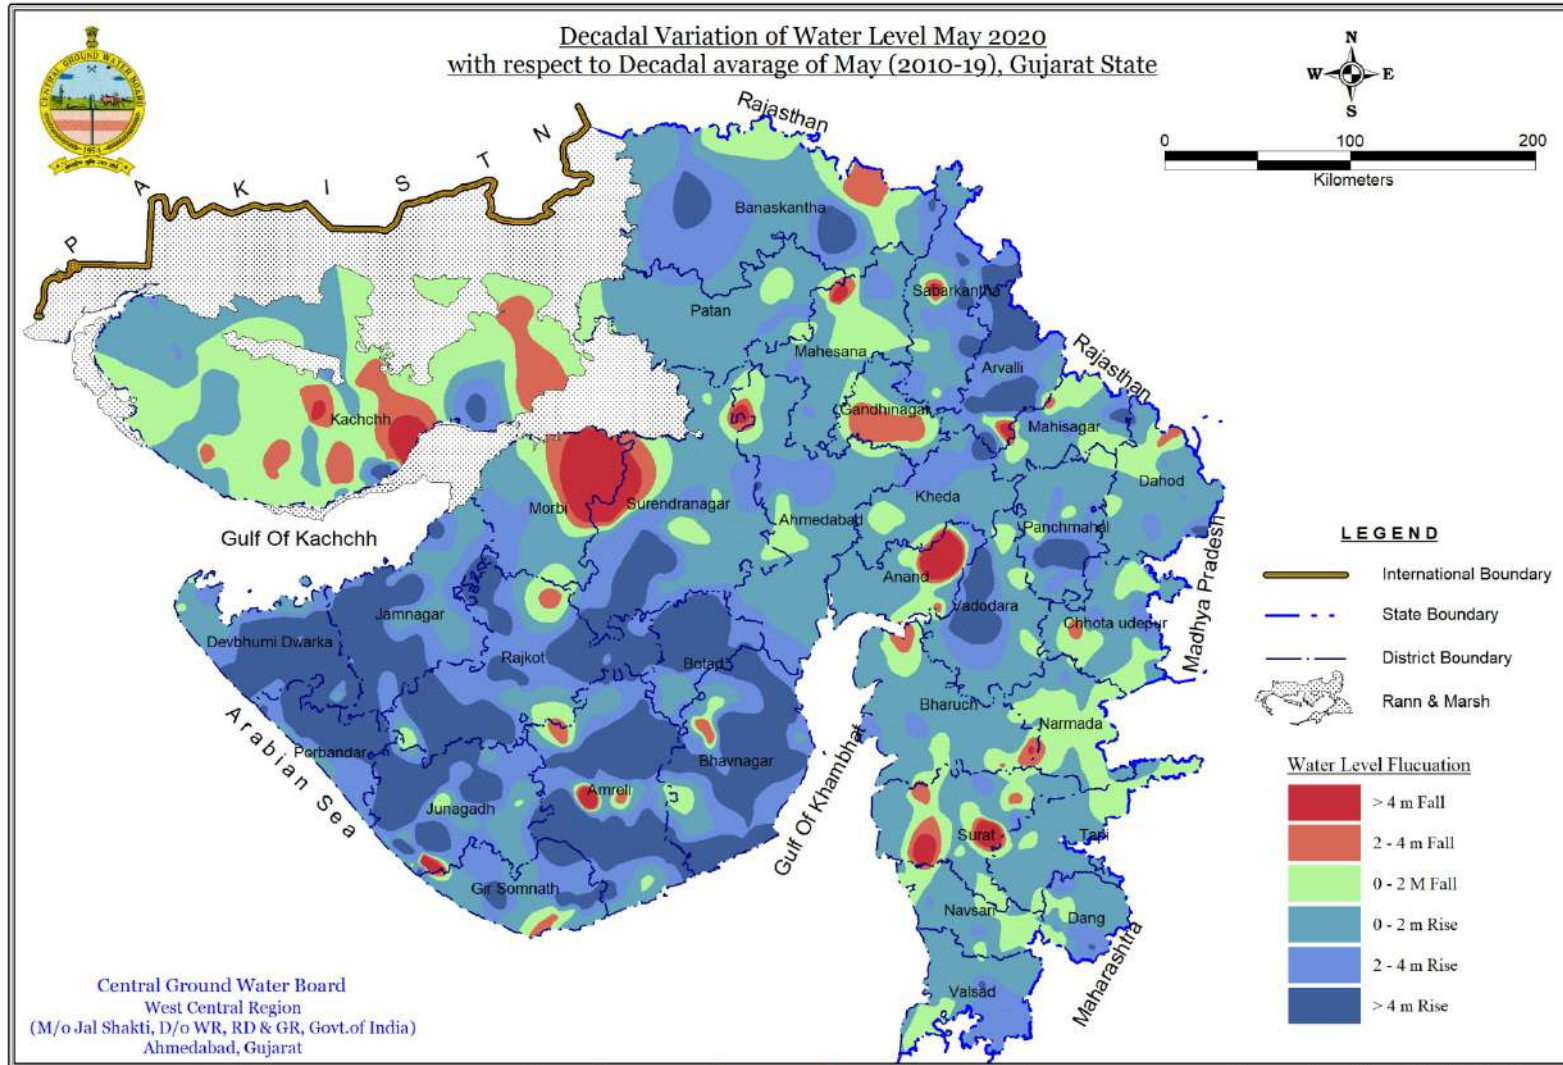 Decadal Variation of Water Level May 2020
with respect to Decadal avarage of May (2010-19), Gujarat State
CENTRAL GROUND WATER BOARD
N
W E
S
0 100 200
Kilometers
PAKISTN
Rajasthan
Banaskantha
Patan
Sabarkantha
Mahesana
Rajasthan
Arvalli
Kachchh
Gandhinagar
Mahisagar
Dahod
Morbi
Surendranagar
Ahmedabad
Kheda
Panchmahal
Gulf Of Kachchh
Anand
Vadodara
Madhya Pradesh
Jamnagar
Chhota udepur
Devbhumi Dwarka
Rajkot
Botad
Bharuch
Narmada
Arabian Sea
Porbandar
Bhavnagar
Gulf Of Khambhat
Junagadh
Amreli
Surat
Tapi
Gir Somnath
Navsari
Dang
Valsad
Maharashtra
LEGEND
International Boundary
State Boundary
District Boundary
Rann & Marsh
Water Level Flucuation
> 4 m Fall
2 - 4 m Fall
0 - 2 M Fall
0 - 2 m Rise
2 - 4 m Rise
> 4 m Rise
Central Ground Water Board
West Central Region
(M/o Jal Shakti, D/o WR, RD & GR, Govt.of India)
Ahmedabad, Gujarat